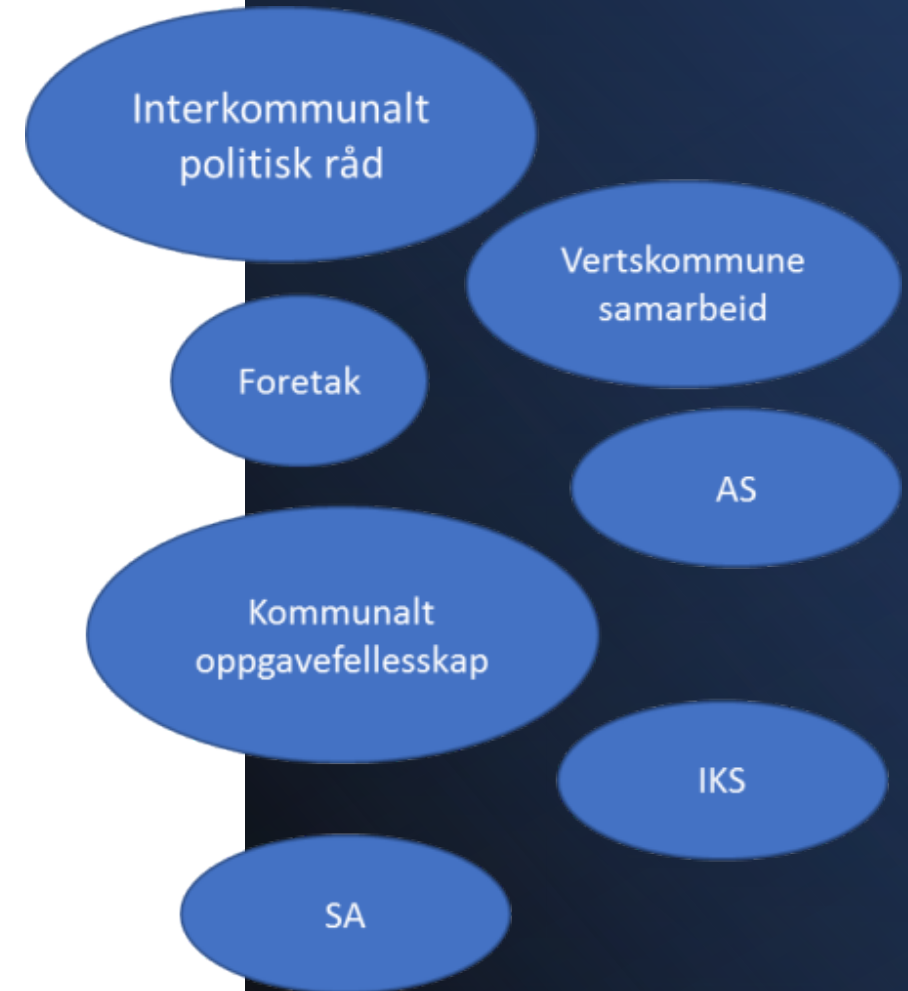 Interkommunalt
politisk råd
Vertskommune
samarbeid
Foretak
AS
Kommunalt
oppgavefellesskap
IKS
SA